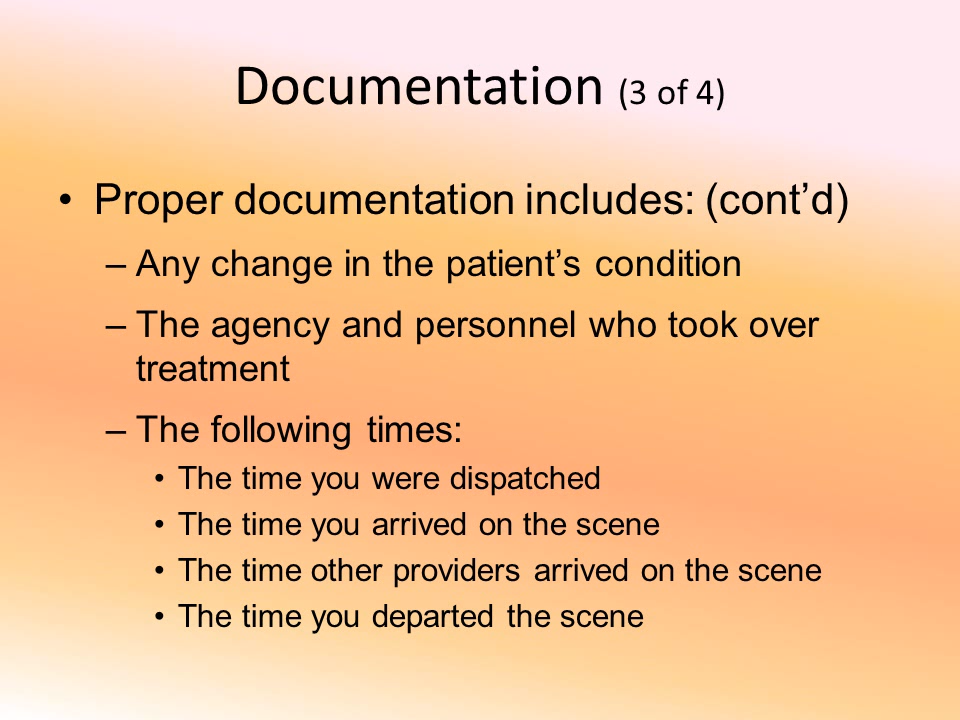 Documentation (3 of 4)
• Proper documentation includes: (cont’d)
– Any change in the patient’s condition
– The agency and personnel who took over
treatment
– The following times:
• The time you were dispatched
• The time you arrived on the scene
• The time other providers arrived on the scene
• The time you departed the scene